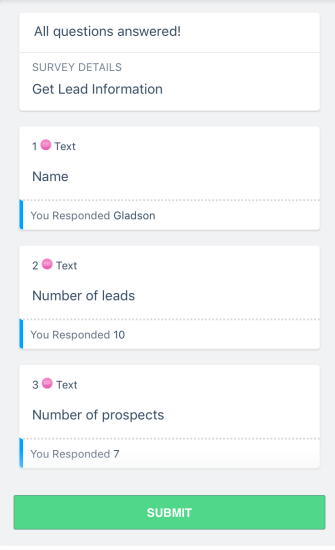 All questions answered!
SURVEY DETAILS
Get Lead Information
1 Text
Name
You Responded Gladson
2 Text
Number of leads
You Responded 10
3 Text
Number of prospects
You Responded 7
SUBMIT